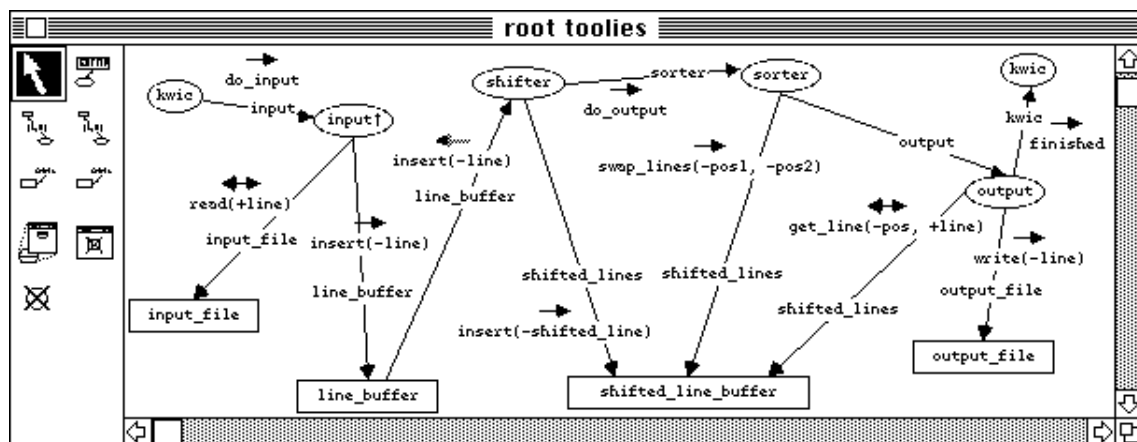 root toolies
do_input
kwic
input
input↑
read(+line)
input_file
input_file
insert(-line)
line_buffer
line_buffer
insert(-line)
line_buffer
shifter
sorter
do_output
sorter
swap_lines(-pos1, -pos2)
shifted_lines
shifted_lines
insert(-shifted_line)
shifted_line_buffer
output
kwic
kwic
finished
output
get_line(-pos, +line)
write(-line)
shifted_lines
output_file
output_file